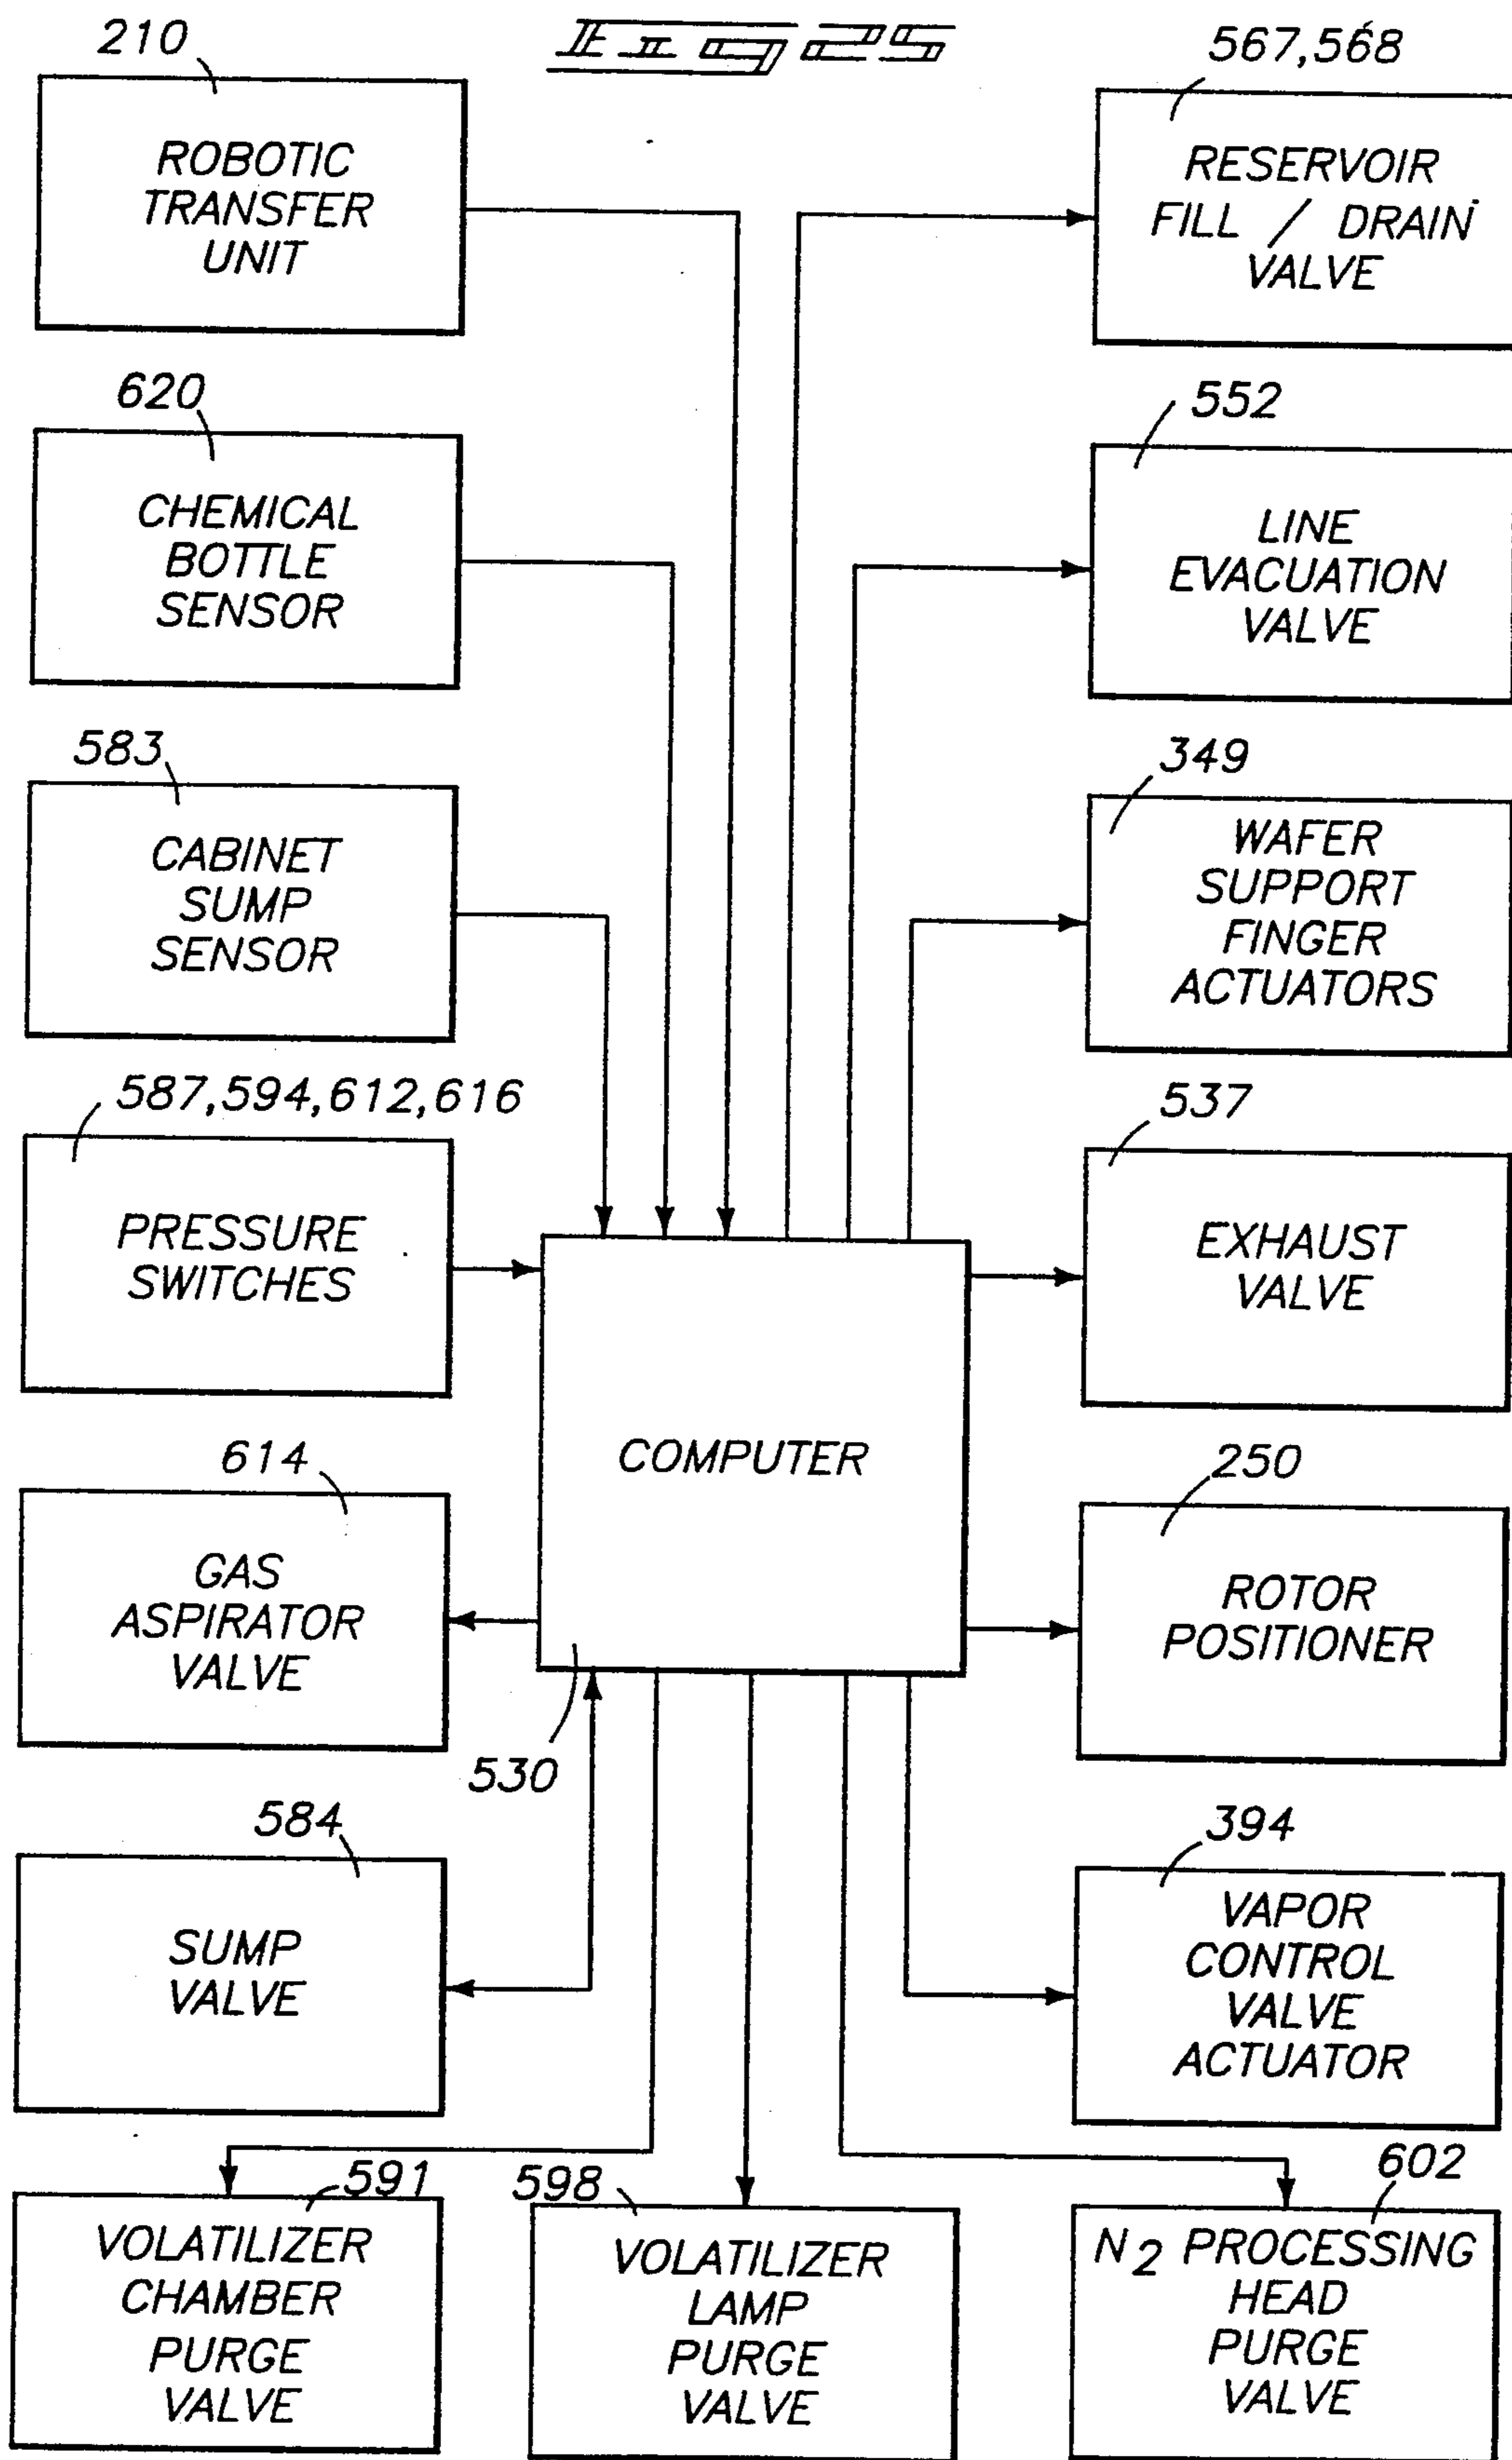 Fig 25
210
ROBOTIC
TRANSFER
UNIT
567,568
RESERVOIR
FILL / DRAIN
VALVE
620
CHEMICAL
BOTTLE
SENSOR
552
LINE
EVACUATION
VALVE
583
CABINET
SUMP
SENSOR
349
WAFER
SUPPORT
FINGER
ACTUATORS
587,594,612,616
PRESSURE
SWITCHES
537
EXHAUST
VALVE
COMPUTER
530
614
GAS
ASPIRATOR
VALVE
250
ROTOR
POSITIONER
584
SUMP
VALVE
394
VAPOR
CONTROL
VALVE
ACTUATOR
591
VOLATILIZER
CHAMBER
PURGE
VALVE
598
VOLATILIZER
LAMP
PURGE
VALVE
602
N2 PROCESSING
HEAD
PURGE
VALVE